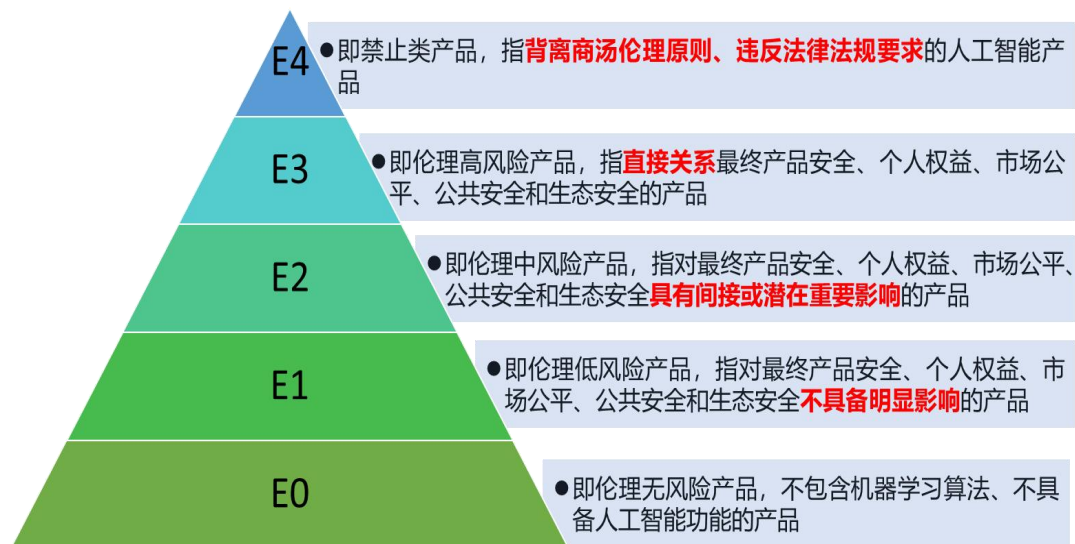 E4
●即禁止类产品，指背离商汤伦理原则、违反法律法规要求的人工智能产
品
E3
●即伦理高风险产品，指直接关系最终产品安全、个人权益、市场公
平、公共安全和生态安全的产品
E2
●即伦理中风险产品，指对最终产品安全、个人权益、市场公平、
公共安全和生态安全具有间接或潜在重要影响的产品
E1
●即伦理低风险产品，指对最终产品安全、个人权益、市
场公平、公共安全和生态安全不具备明显影响的产品
E0
●即伦理无风险产品，不包含机器学习算法、不具
备人工智能功能的产品